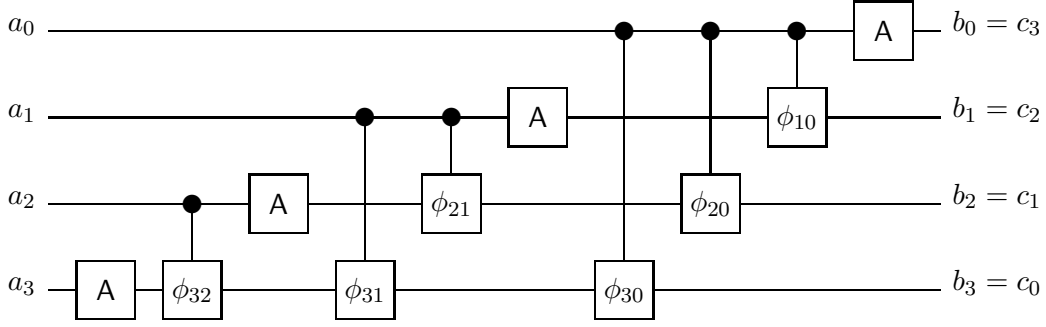 a₀ A b₀ = c₃
a₁ A ϕ₁₀ b₁ = c₂
a₂ A ϕ₂₁ ϕ₂₀ b₂ = c₁
a₃ A ϕ₃₂ ϕ₃₁ ϕ₃₀ b₃ = c₀